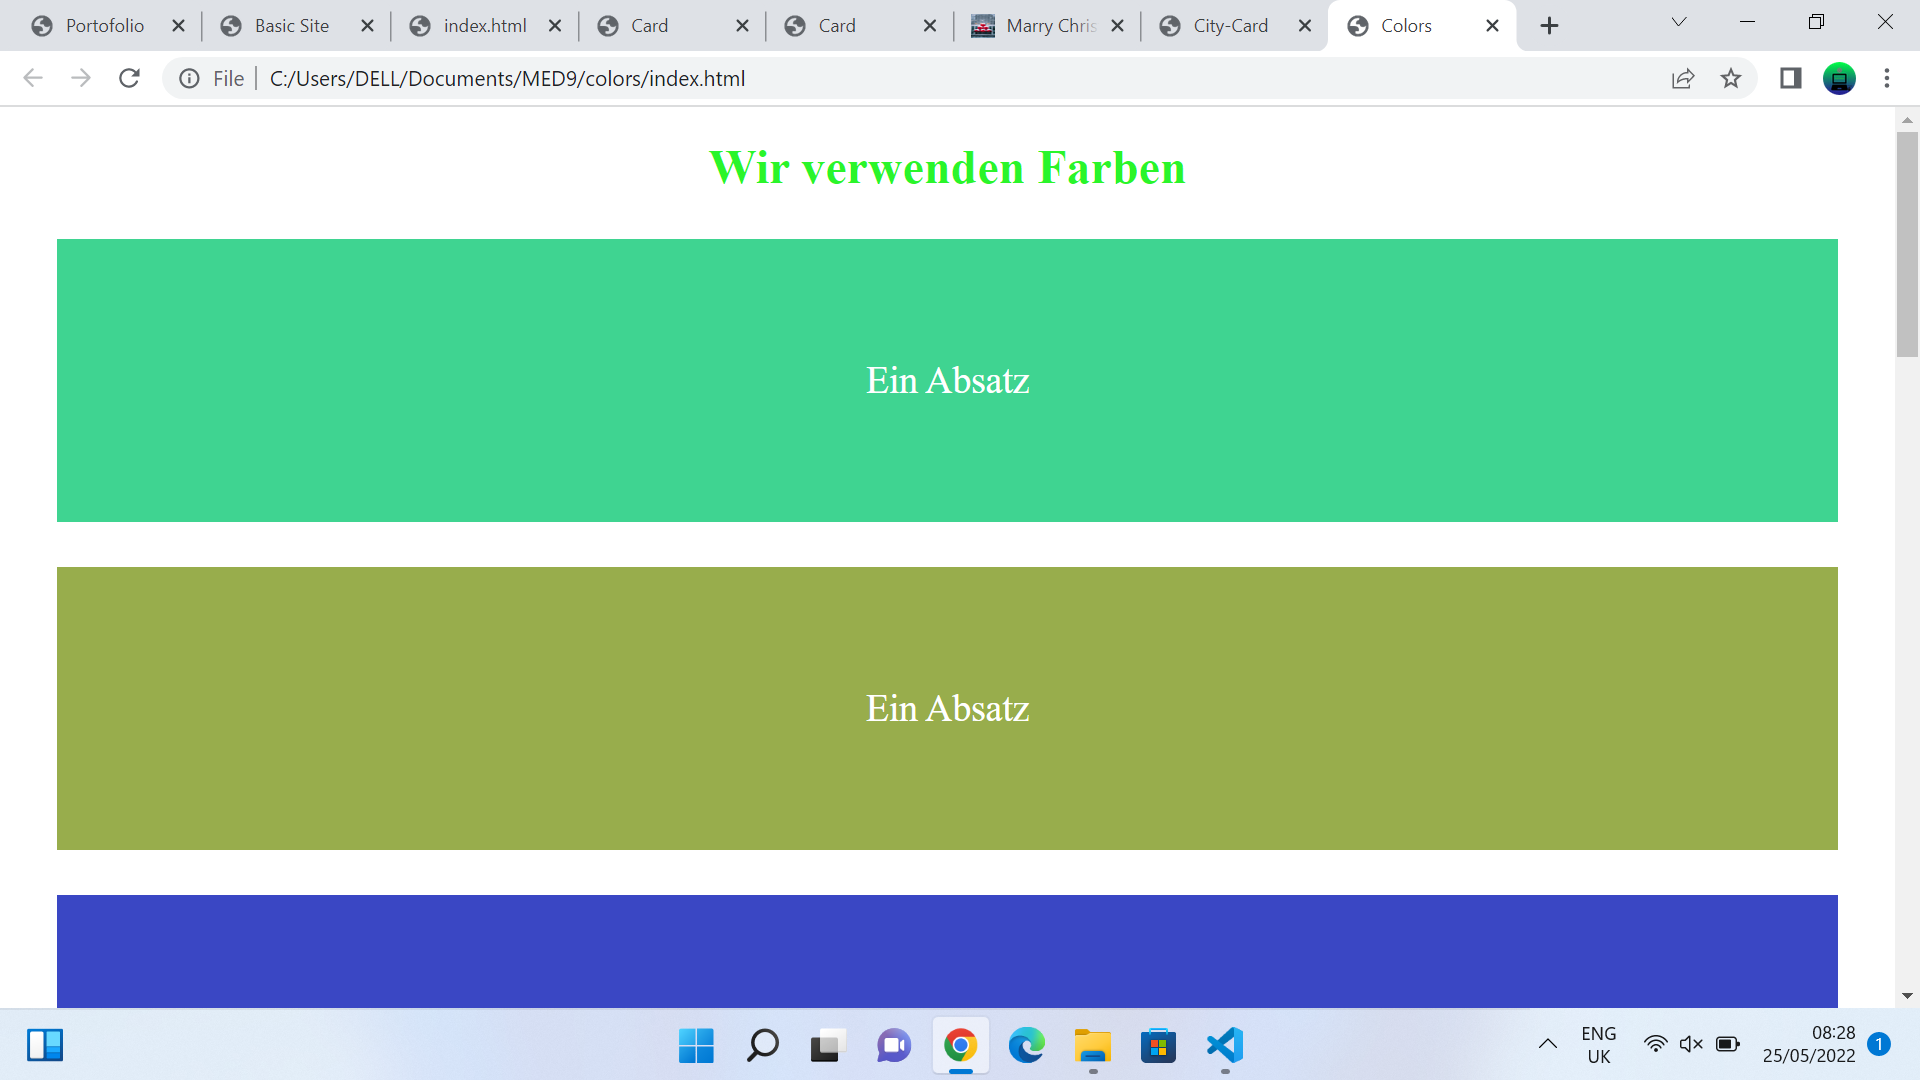 Portofolio
Basic Site
index.html
Card
Card
Marry Chris
City-Card
Colors
File
C:/Users/DELL/Documents/MED9/colors/index.html
Wir verwenden Farben
Ein Absatz
Ein Absatz
ENG
UK
08:28
25/05/2022
1